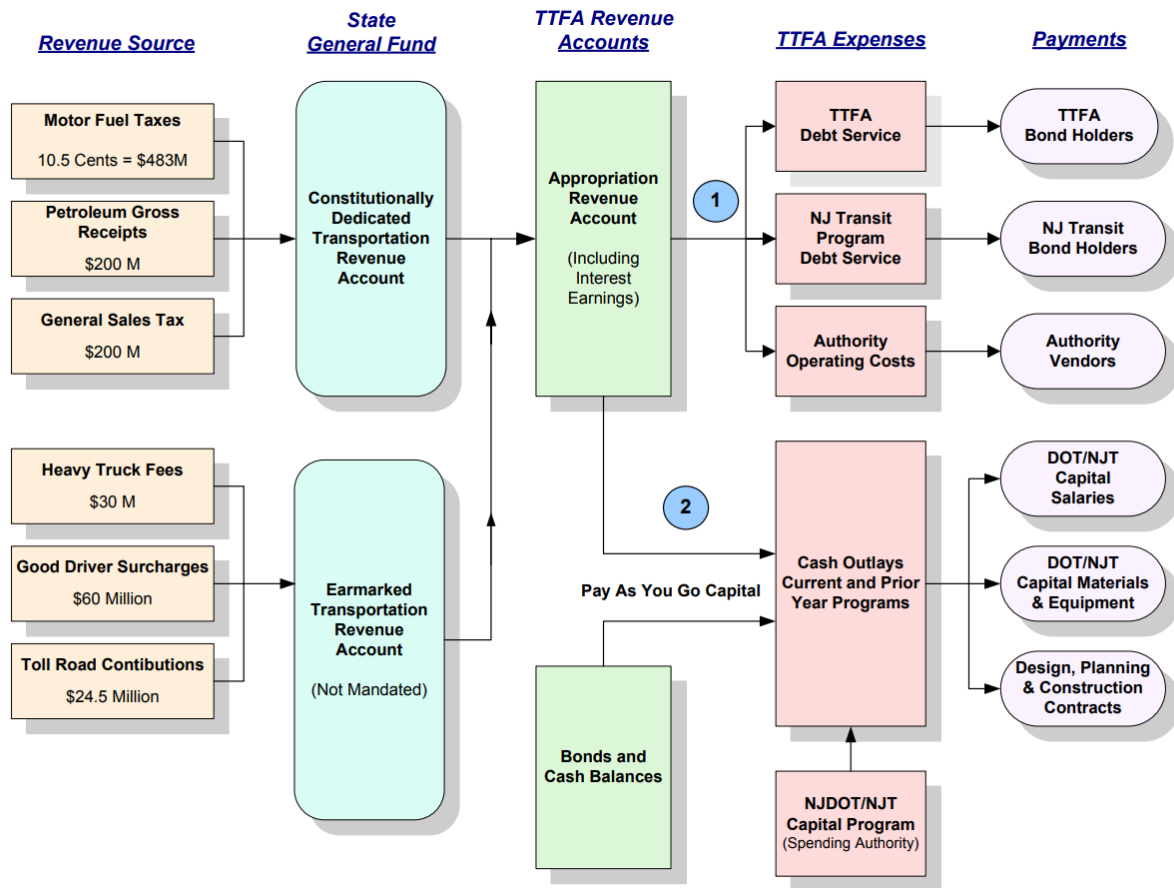 Revenue Source
State
General Fund
TTFA Revenue
Accounts
TTFA Expenses
Payments
Motor Fuel Taxes
10.5 Cents = $483M
Petroleum Gross
Receipts
$200 M
General Sales Tax
$200 M
Constitutionally
Dedicated
Transportation
Revenue
Account
Appropriation
Revenue
Account
(Including
Interest
Earnings)
1
TTFA
Debt Service
NJ Transit
Program
Debt Service
Authority
Operating Costs
TTFA
Bond Holders
NJ Transit
Bond Holders
Authority
Vendors
Heavy Truck Fees
$30 M
Good Driver Surcharges
$60 Million
Toll Road Contibutions
$24.5 Million
Earmarked
Transportation
Revenue
Account
(Not Mandated)
2
Pay As You Go Capital
Bonds and
Cash Balances
Cash Outlays
Current and Prior
Year Programs
NJDOT/NJT
Capital Program
(Spending Authority)
DOT/NJT
Capital
Salaries
DOT/NJT
Capital Materials
& Equipment
Design, Planning
& Construction
Contracts